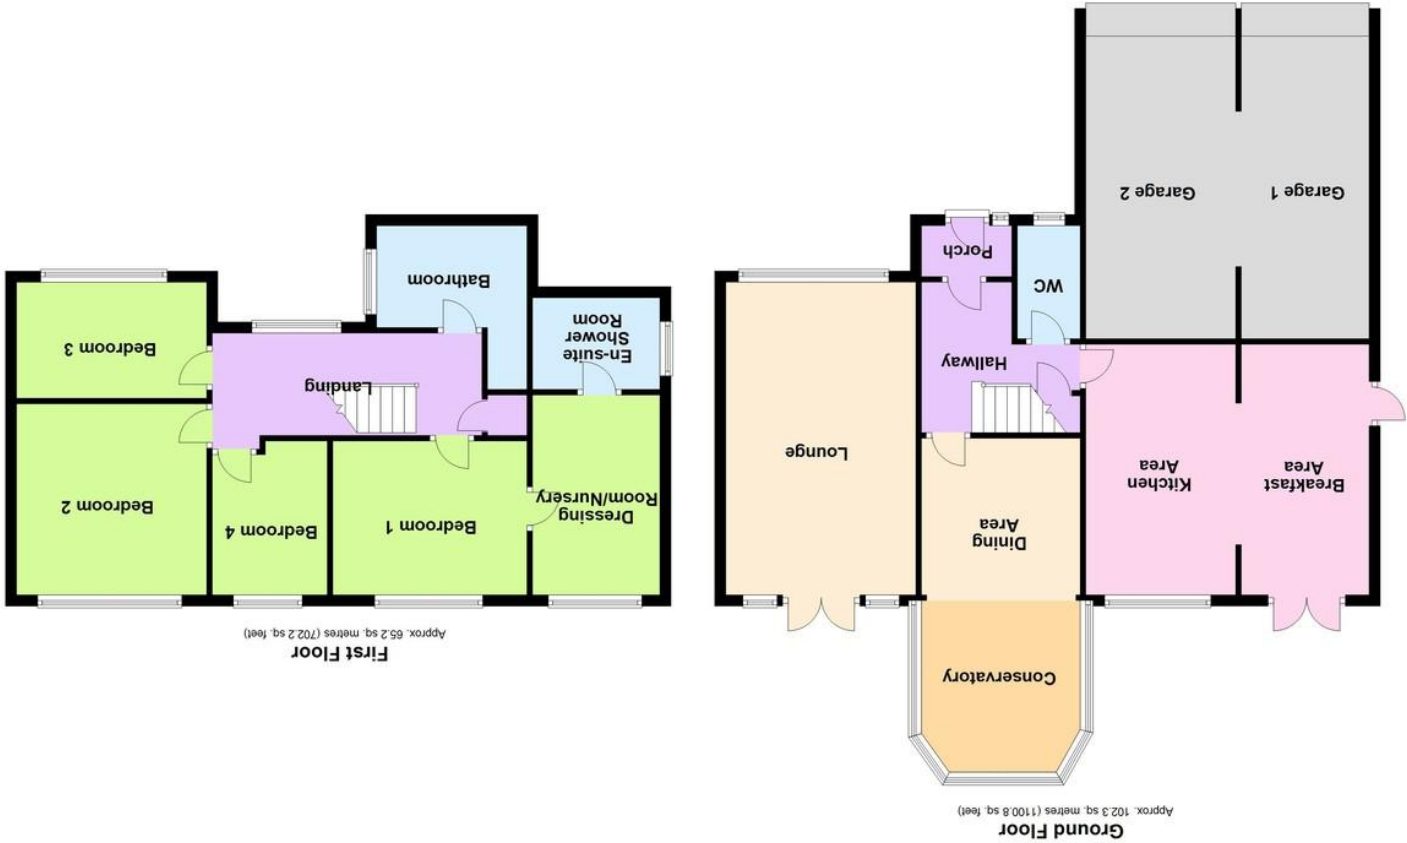 Ground Floor
Approx. 102.3 sq. metres (1100.8 sq. feet)
Conservatory
Breakfast
Area
Kitchen
Area
Dining
Area
Lounge
Hallway
WC
Porch
Garage 1
Garage 2
First Floor
Approx. 65.2 sq. metres (702.2 sq. feet)
Dressing
Room/Nursery
Bedroom 1
Bedroom 4
Bedroom 2
Landing
En-suite
Shower
Room
Bedroom 3
Bathroom